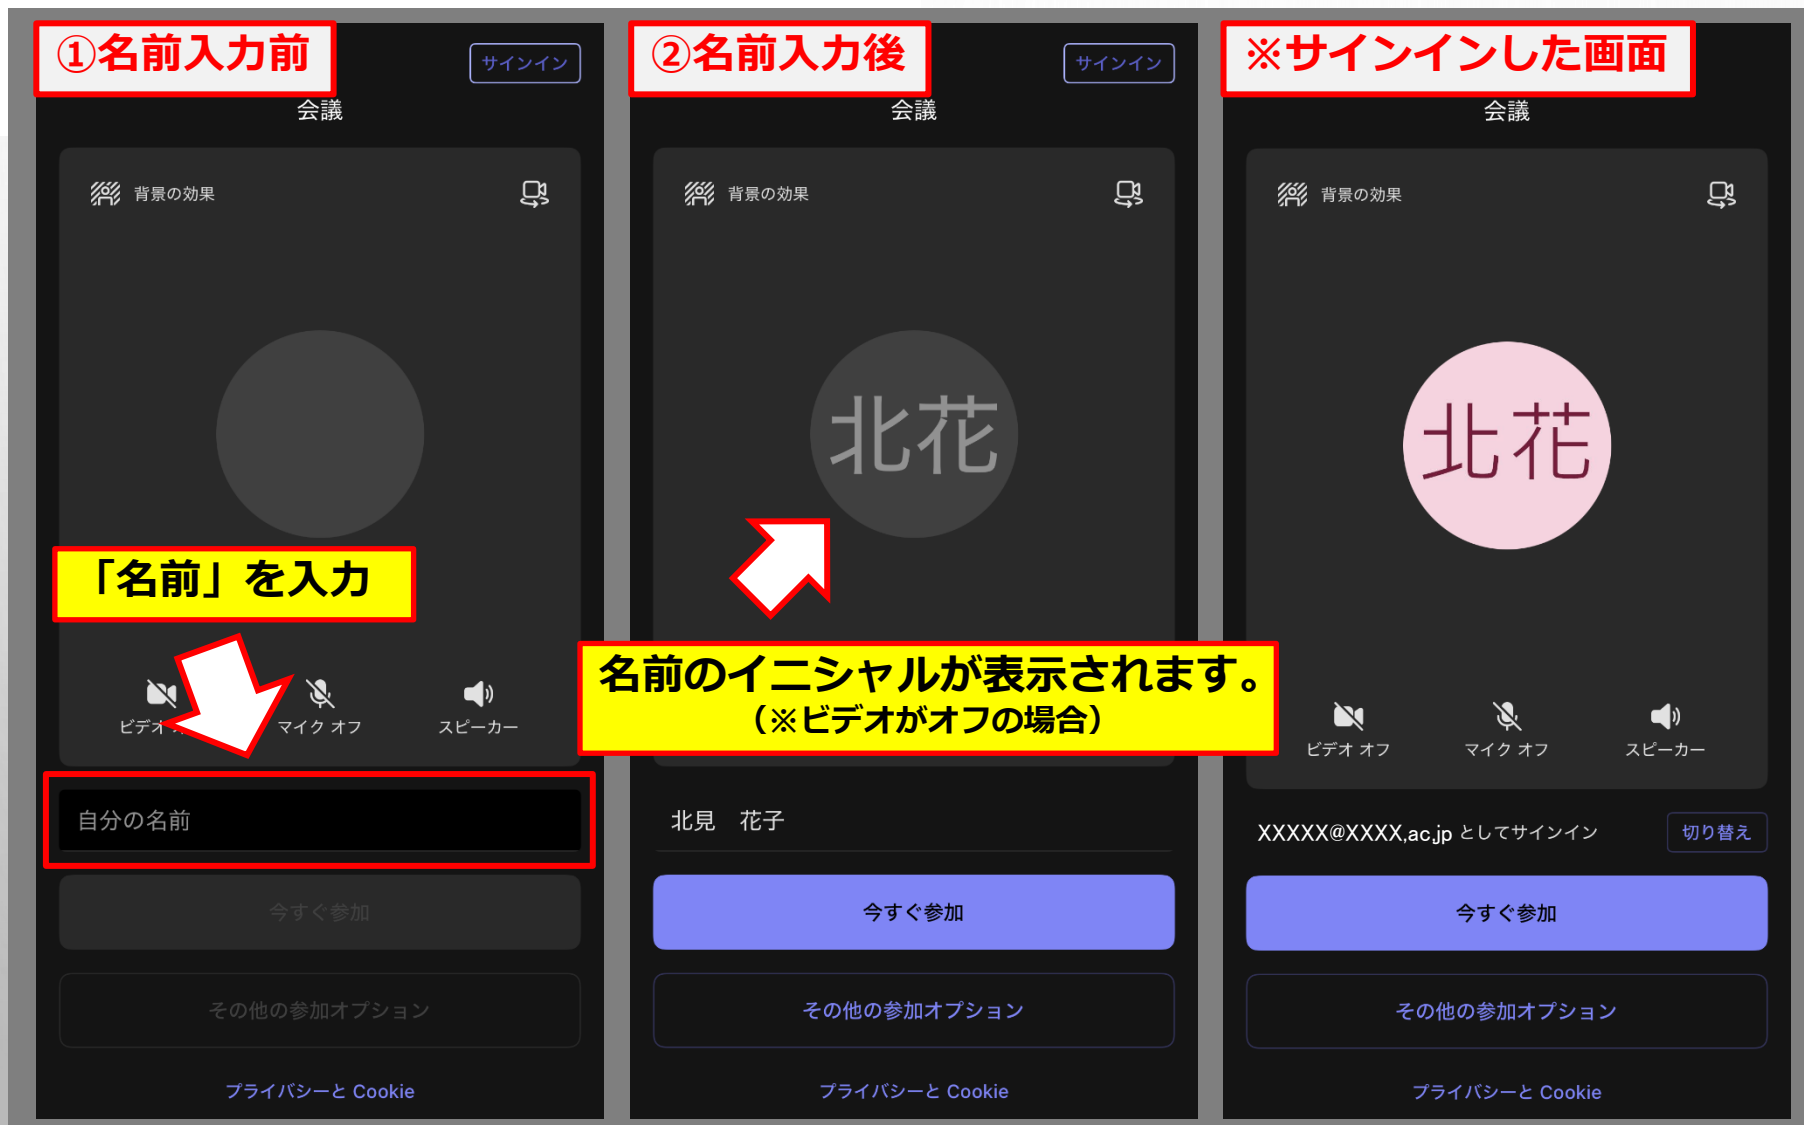 ①名前入力前
サインイン
会議
背景の効果
「名前」を入力
マイク オフ
スピーカー
自分の名前
今すぐ参加
その他の参加オプション
プライバシーと Cookie
②名前入力後
サインイン
会議
背景の効果
北花
名前のイニシャルが表示されます。
（※ビデオがオフの場合）
北見　花子
今すぐ参加
その他の参加オプション
プライバシーと Cookie
※サインインした画面
会議
背景の効果
北花
ビデオ オフ
マイク オフ
スピーカー
XXXXX@XXXX,ac.jp としてサインイン
切り替え
今すぐ参加
その他の参加オプション
プライバシーと Cookie